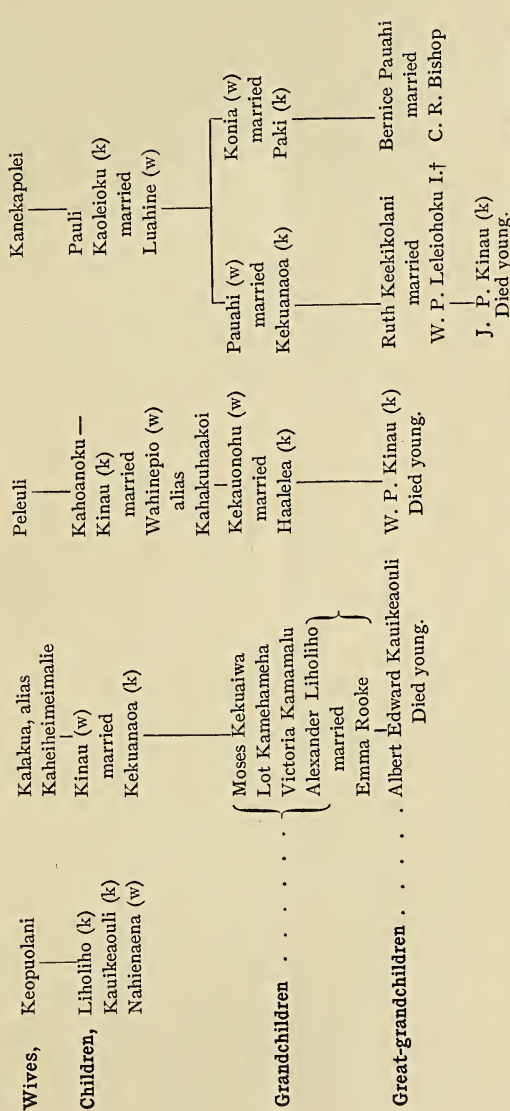 Wives,
Keopuolani
Kalakua, alias
Kaheiheimeimalie
Peleuli
Kanekapolei
Children,
Liholiho (k)
Kauikeaouli (k)
Nahienaena (w)
Kinau (w)
married
Kekuanaoa (k)
Kahoanoku—
Kinau (k)
married
Wahinepio (w)
alias
Kahakuhaakoi
Pauli
Kaoleioku (k)
married
Luahine (w)
Grandchildren . . . . . .
Moses Kekuaiwa
Lot Kamehameha
Victoria Kamamalu
Alexander Liholiho
married
Emma Rooke
Kekauonohu (w)
married
Haalelea (k)
Pauahi (w)
married
Kekuanaoa (k)
Konia (w)
married
Paki (k)
Great-grandchildren . . . . .
Albert Edward Kauikeaouli
Died young.
W. P. Kinau (k)
Died young.
Ruth Keekikolani
married
W. P. Leleiohoku I.†
J. P. Kinau (k)
Died young.
Bernice Pauahi
married
C. R. Bishop